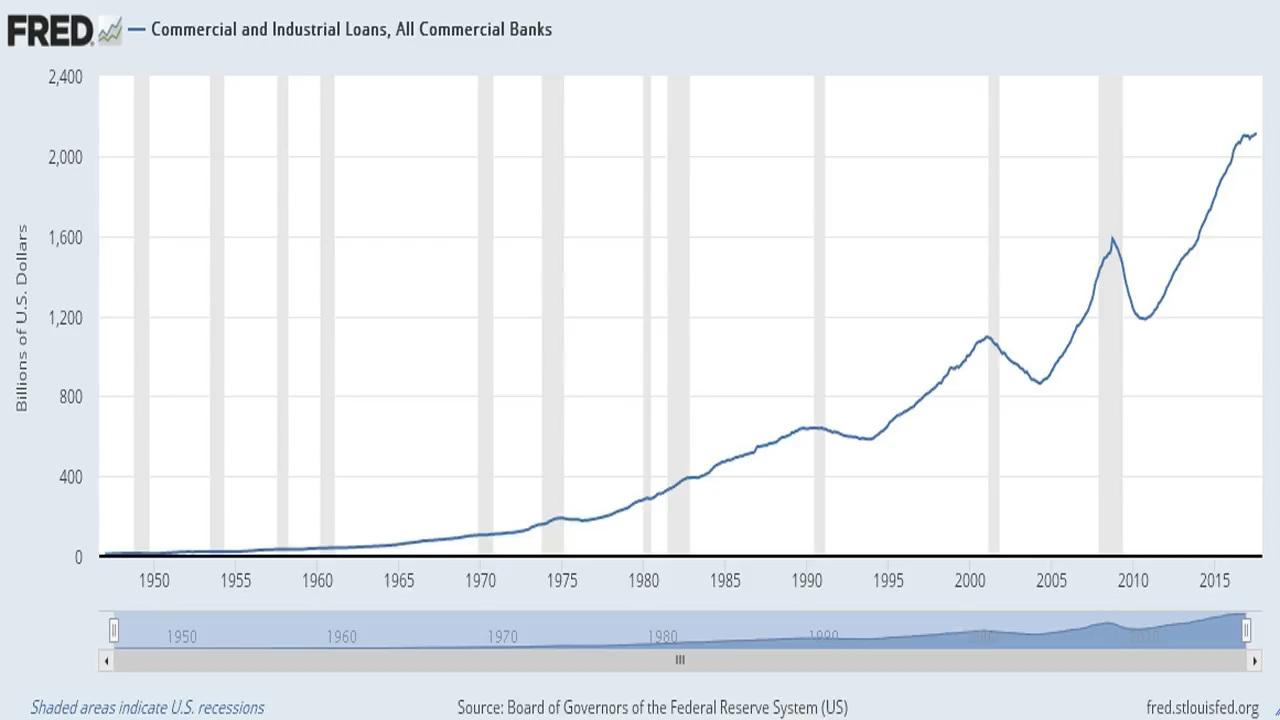 FRED Commercial and Industrial Loans, All Commercial Banks
2,400
2,000
1,600
1,200
800
400
0
Billions of U.S. Dollars
1950 1955 1960 1965 1970 1975 1980 1985 1990 1995 2000 2005 2010 2015
1950 1960 1970 1980 1990 2000 2010
Shaded areas indicate U.S. recessions
Source: Board of Governors of the Federal Reserve System (US)
fred.stlouisfed.org